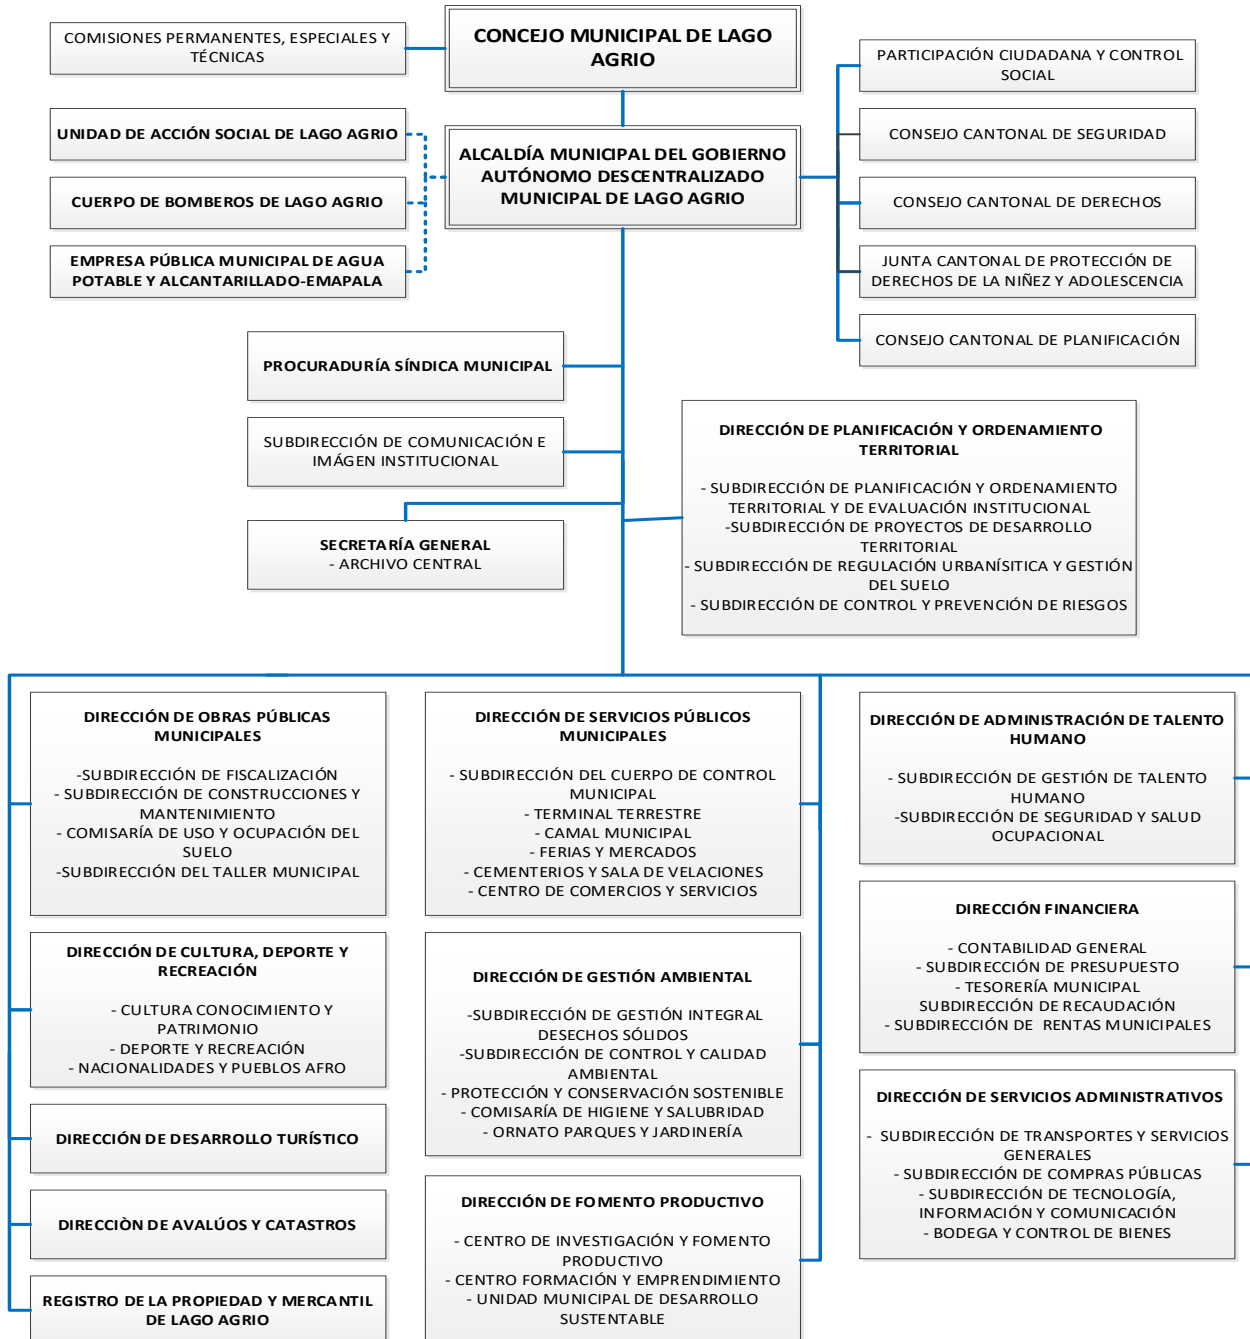 COMISIONES PERMANENTES, ESPECIALES Y
TÉCNICAS
CONCEJO MUNICIPAL DE LAGO
AGRIO
PARTICIPACIÓN CIUDADANA Y CONTROL
SOCIAL
UNIDAD DE ACCIÓN SOCIAL DE LAGO AGRIO
ALCALDÍA MUNICIPAL DEL GOBIERNO
AUTÓNOMO DESCENTRALIZADO
MUNICIPAL DE LAGO AGRIO
CONSEJO CANTONAL DE SEGURIDAD
CUERPO DE BOMBEROS DE LAGO AGRIO
CONSEJO CANTONAL DE DERECHOS
EMPRESA PÚBLICA MUNICIPAL DE AGUA
POTABLE Y ALCANTARILLADO-EMAPALA
JUNTA CANTONAL DE PROTECCIÓN DE
DERECHOS DE LA NIÑEZ Y ADOLESCENCIA
CONSEJO CANTONAL DE PLANIFICACIÓN
PROCURADURÍA SÍNDICA MUNICIPAL
SUBDIRECCIÓN DE COMUNICACIÓN E
IMÁGEN INSTITUCIONAL
SECRETARÍA GENERAL
- ARCHIVO CENTRAL
DIRECCIÓN DE PLANIFICACIÓN Y ORDENAMIENTO
TERRITORIAL
- SUBDIRECCIÓN DE PLANIFICACIÓN Y ORDENAMIENTO
TERRITORIAL Y DE EVALUACIÓN INSTITUCIONAL
-SUBDIRECCIÓN DE PROYECTOS DE DESARROLLO
TERRITORIAL
- SUBDIRECCIÓN DE REGULACIÓN URBANÍSITICA Y GESTIÓN
DEL SUELO
- SUBDIRECCIÓN DE CONTROL Y PREVENCIÓN DE RIESGOS
DIRECCIÓN DE OBRAS PÚBLICAS
MUNICIPALES
-SUBDIRECCIÓN DE FISCALIZACIÓN
- SUBDIRECCIÓN DE CONSTRUCCIONES Y
MANTENIMIENTO
- COMISARÍA DE USO Y OCUPACIÓN DEL
SUELO
-SUBDIRECCIÓN DEL TALLER MUNICIPAL
DIRECCIÓN DE CULTURA, DEPORTE Y
RECREACIÓN
- CULTURA CONOCIMIENTO Y
PATRIMONIO
- DEPORTE Y RECREACIÓN
- NACIONALIDADES Y PUEBLOS AFRO
DIRECCIÓN DE DESARROLLO TURÍSTICO
DIRECCIÒN DE AVALÚOS Y CATASTROS
REGISTRO DE LA PROPIEDAD Y MERCANTIL
DE LAGO AGRIO
DIRECCIÓN DE SERVICIOS PÚBLICOS
MUNICIPALES
- SUBDIRECCIÓN DEL CUERPO DE CONTROL
MUNICIPAL
- TERMINAL TERRESTRE
- CAMAL MUNICIPAL
- FERIAS Y MERCADOS
- CEMENTERIOS Y SALA DE VELACIONES
- CENTRO DE COMERCIOS Y SERVICIOS
DIRECCIÓN DE GESTIÓN AMBIENTAL
-SUBDIRECCIÓN DE GESTIÓN INTEGRAL
DESECHOS SÓLIDOS
-SUBDIRECCIÓN DE CONTROL Y CALIDAD
AMBIENTAL
- PROTECCIÓN Y CONSERVACIÓN SOSTENIBLE
- COMISARÍA DE HIGIENE Y SALUBRIDAD
- ORNATO PARQUES Y JARDINERÍA
DIRECCIÓN DE FOMENTO PRODUCTIVO
- CENTRO DE INVESTIGACIÓN Y FOMENTO
PRODUCTIVO
- CENTRO FORMACIÓN Y EMPRENDIMIENTO
- UNIDAD MUNICIPAL DE DESARROLLO
SUSTENTABLE
DIRECCIÓN DE ADMINISTRACIÓN DE TALENTO
HUMANO
- SUBDIRECCIÓN DE GESTIÓN DE TALENTO
HUMANO
-SUBDIRECCIÓN DE SEGURIDAD Y SALUD
OCUPACIONAL
DIRECCIÓN FINANCIERA
- CONTABILIDAD GENERAL
- SUBDIRECCIÓN DE PRESUPUESTO
- TESORERÍA MUNICIPAL
SUBDIRECCIÓN DE RECAUDACIÓN
- SUBDIRECCIÓN DE RENTAS MUNICIPALES
DIRECCIÓN DE SERVICIOS ADMINISTRATIVOS
- SUBDIRECCIÓN DE TRANSPORTES Y SERVICIOS
GENERALES
- SUBDIRECCIÓN DE COMPRAS PÚBLICAS
- SUBDIRECCIÓN DE TECNOLOGÍA,
INFORMACIÓN Y COMUNICACIÓN
- BODEGA Y CONTROL DE BIENES